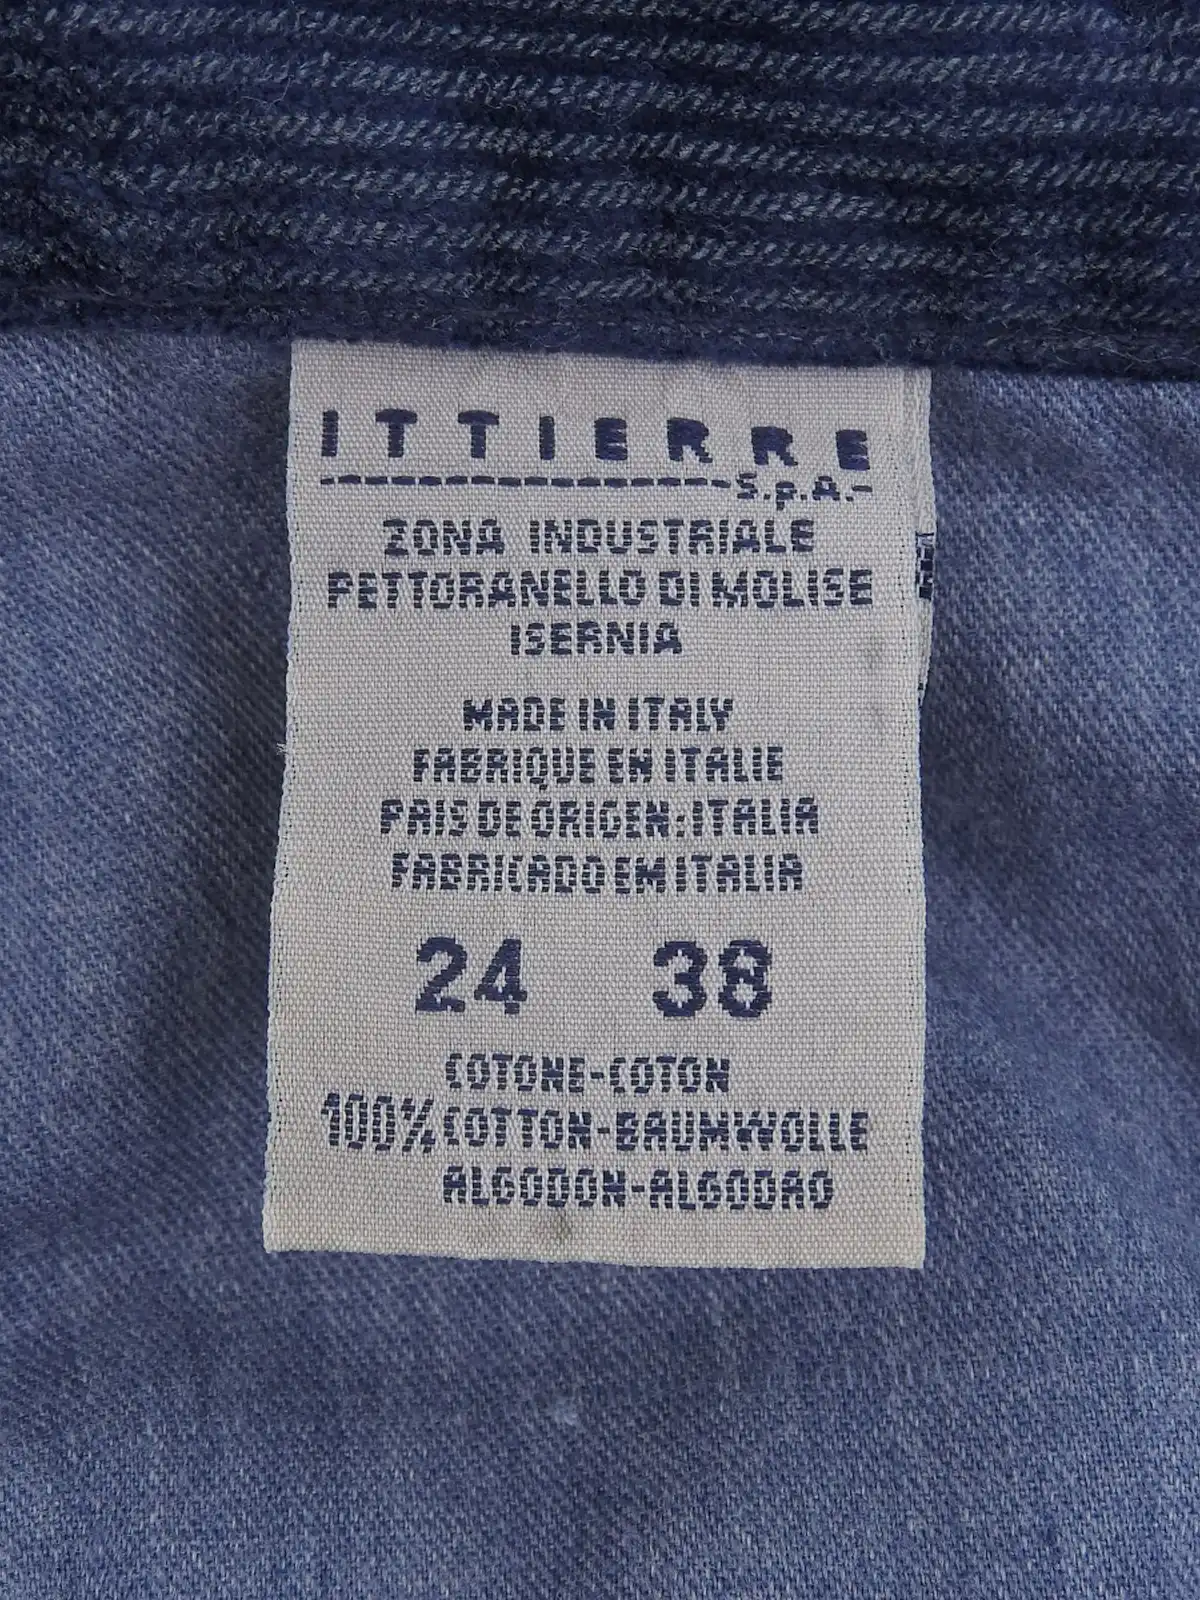 ITTIERRE
S.p.A.-
ZONA INDUSTRIALE
PETTORANELLO DI MOLISE
ISERNIA
MADE IN ITALY
FABRIQUE EN ITALIE
PAIS DE ORIGEN: ITALIA
FABRICADO EM ITALIA
24 38
COTONE-COTON
100% COTTON-BAUMWOLLE
ALGODON-ALGODAO